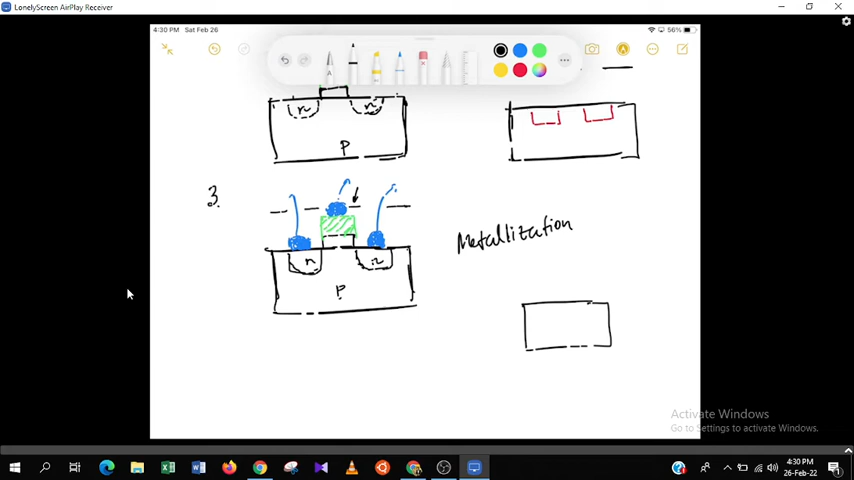 LonelyScreen AirPlay Receiver
4:30 PM Sat Feb 26
56%
A
n n
P
3.
Metallization
n n
P
Activate Windows
Go to Settings to activate Windows.
4:30 PM
26-Feb-22